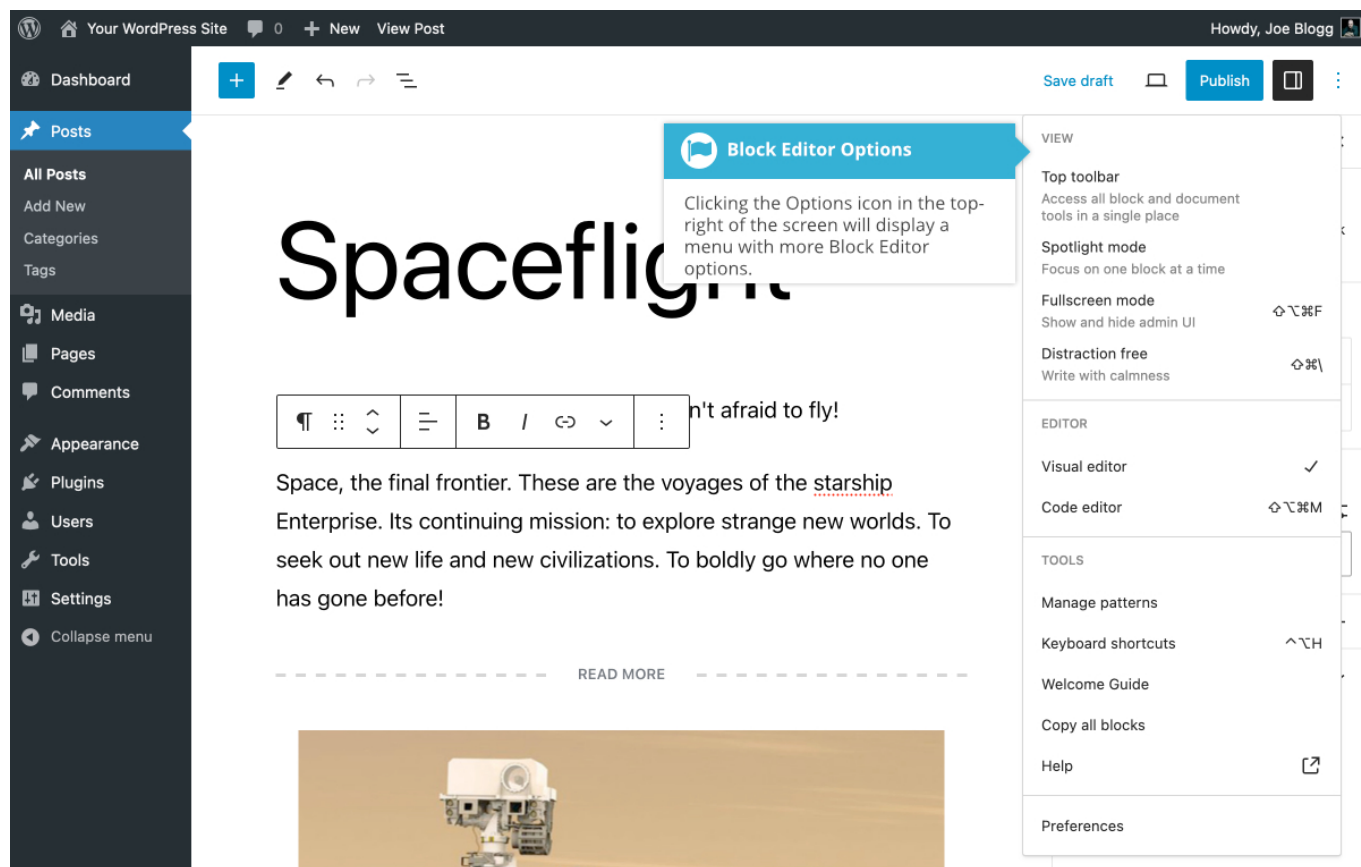 Your WordPress Site 0 + New View Post Howdy, Joe Blogg
Dashboard
Posts
All Posts
Add New
Categories
Tags
Media
Pages
Comments
Appearance
Plugins
Users
Tools
Settings
Collapse menu
Save draft Publish
Block Editor Options
Clicking the Options icon in the top-
right of the screen will display a
menu with more Block Editor
options.
Spaceflight
B I
n't afraid to fly!
Space, the final frontier. These are the voyages of the starship
Enterprise. Its continuing mission: to explore strange new worlds. To
seek out new life and new civilizations. To boldly go where no one
has gone before!
READ MORE
VIEW
Top toolbar
Access all block and document
tools in a single place
Spotlight mode
Focus on one block at a time
Fullscreen mode ⇧⌥⌘F
Show and hide admin UI
Distraction free ⇧⌘\
Write with calmness
EDITOR
Visual editor ✓
Code editor ⇧⌥⌘M
TOOLS
Manage patterns
Keyboard shortcuts ^⌥H
Welcome Guide
Copy all blocks
Help
Preferences